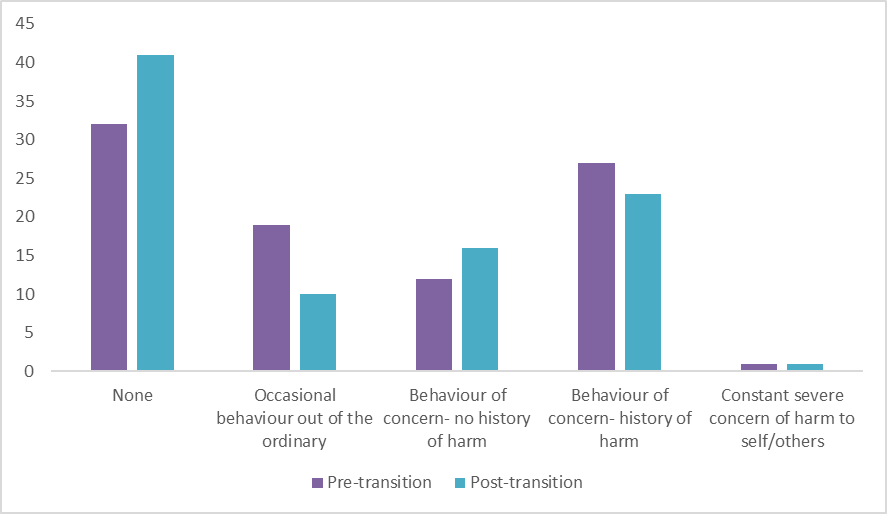 45
40
35
30
25
20
15
10
5
0
None
Occasional
behaviour out of the
ordinary
Behaviour of
concern- no history
of harm
Behaviour of
concern- history of
harm
Constant severe
concern of harm to
self/others
Pre-transition
Post-transition